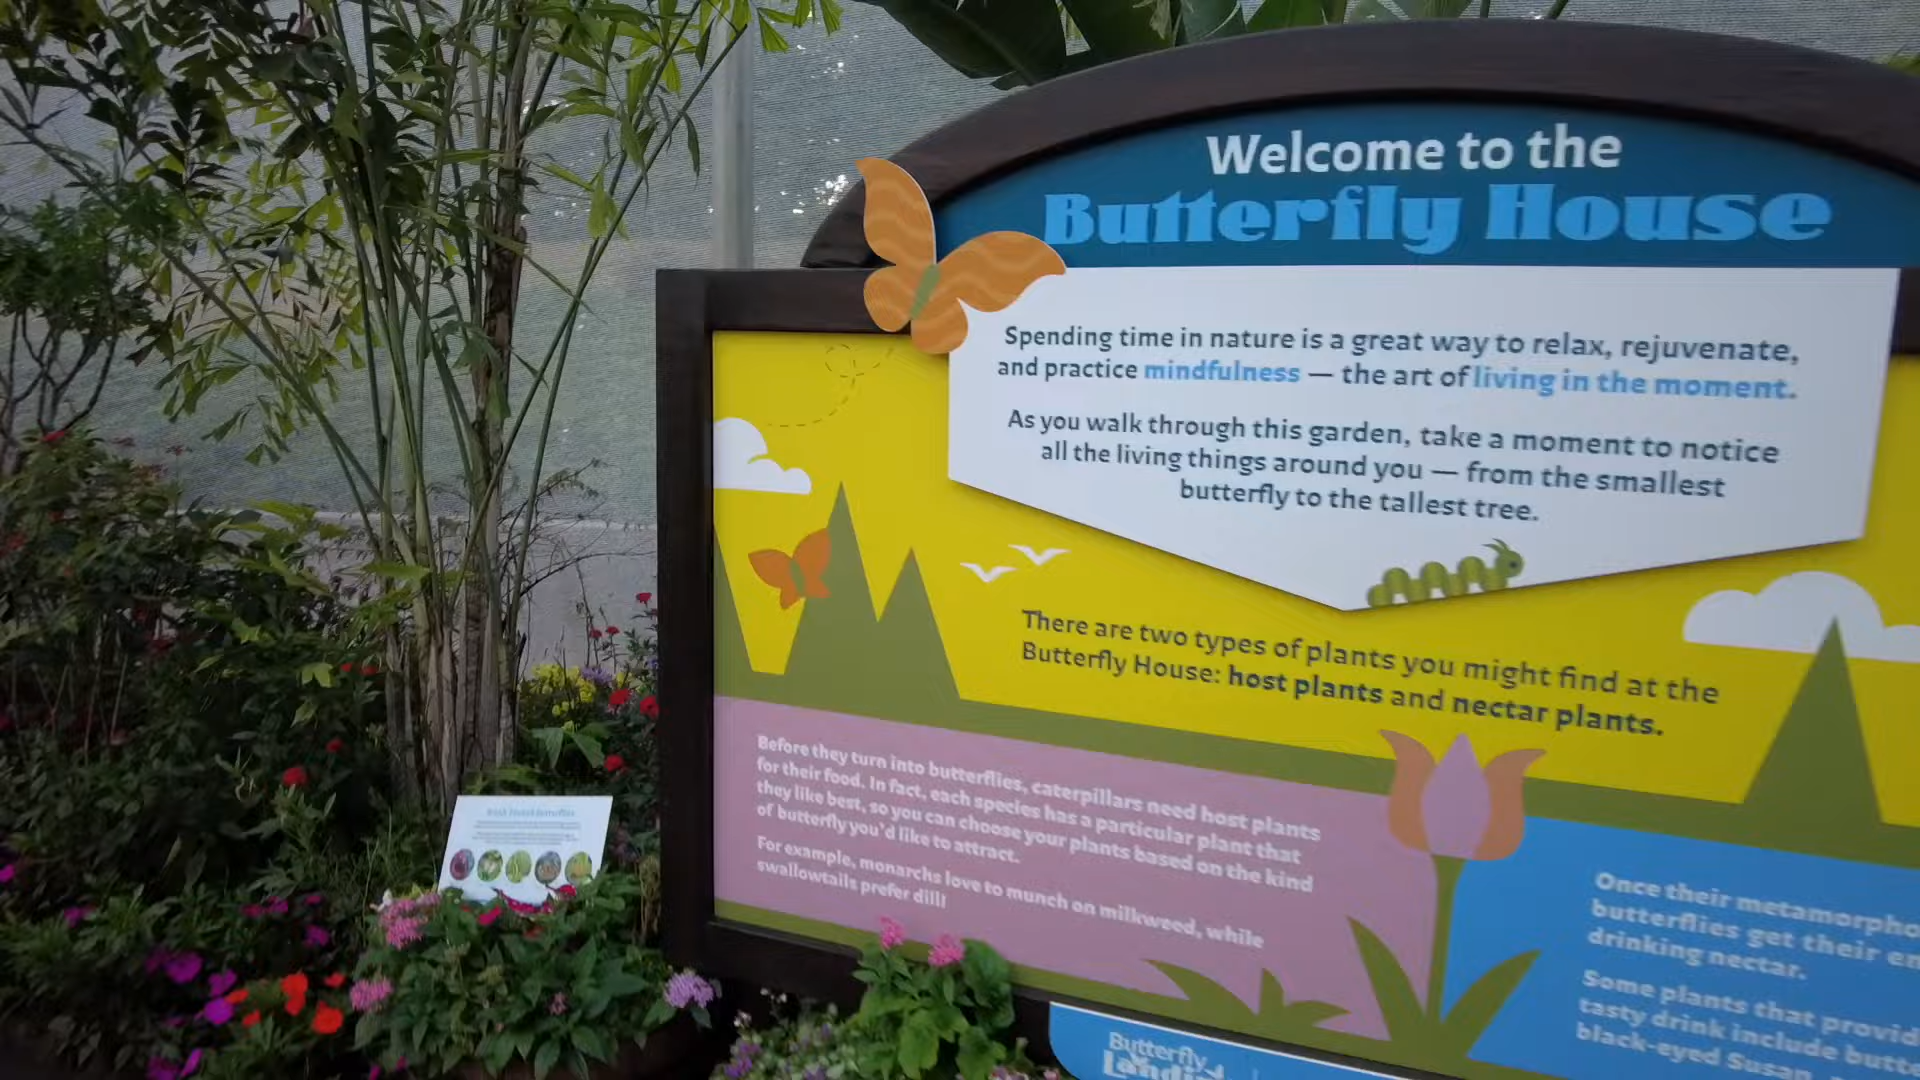 Welcome to the
Butterfly House
Spending time in nature is a great way to relax, rejuvenate,
and practice mindfulness — the art of living in the moment.
As you walk through this garden, take a moment to notice
all the living things around you — from the smallest
butterfly to the tallest tree.
There are two types of plants you might find at the
Butterfly House: host plants and nectar plants.
Before they turn into butterflies, caterpillars need host plants
for their food. In fact, each species has a particular plant that
they like best, so you can choose your plants based on the kind
of butterfly you'd like to attract.
For example, monarchs love to munch on milkweed, while
swallowtails prefer dill!
Once their metamorpho
butterflies get their en
drinking nectar.
Some plants that provid
tasty drink include butt
black-eyed Susan
Butterfly
Landi